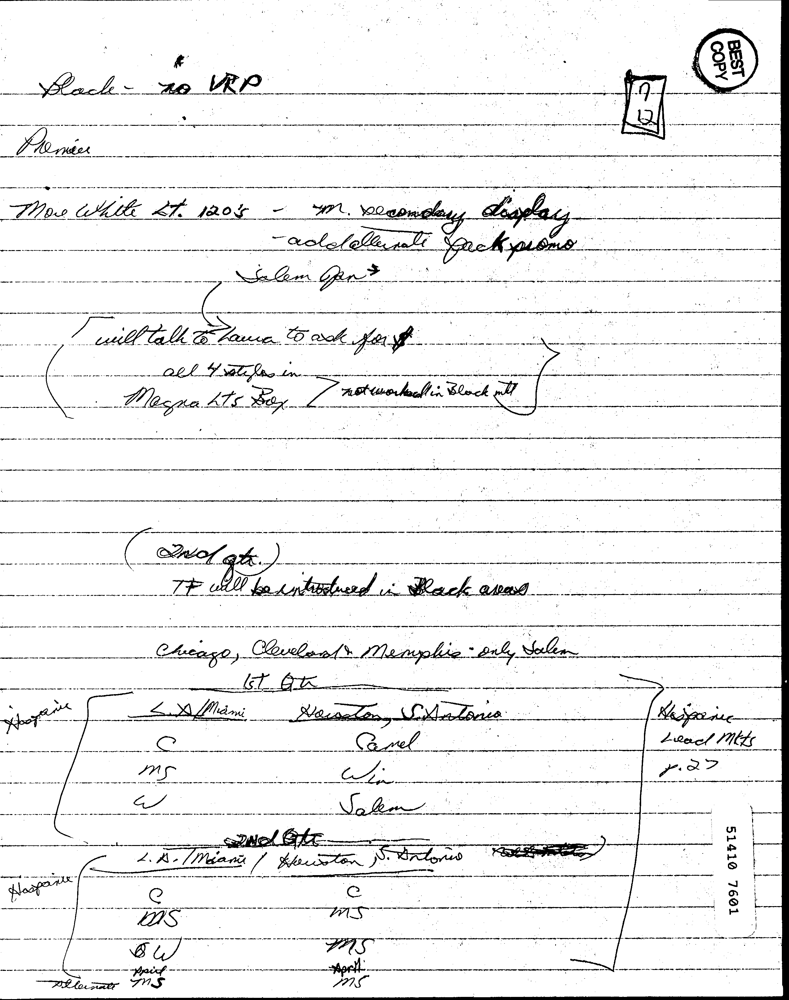 BEST COPY
Black - no VRP
7
12
Premier
More White Lt. 120's - m. secondary display
- add alternate pack promo
Salem Gen
will talk to Laura to ask for
all 4 styles in
Magna Lts Box / not worked in Black mkt
(2nd qtr.)
TF will be introduced in Black areas
Chicago, Cleveland & Memphis - only Salem
1st Qtr
Hispanic L.A/Miami Houston, S. Antonio Hispanic
C Camel Lead Mkts
MS Win p. 27
W Salem
2nd Qtr
L.A. / Miami / Houston, S. Antonio
Hispanic
C C
MS MS
W MS
April April
Alternate MS MS
51410 7601